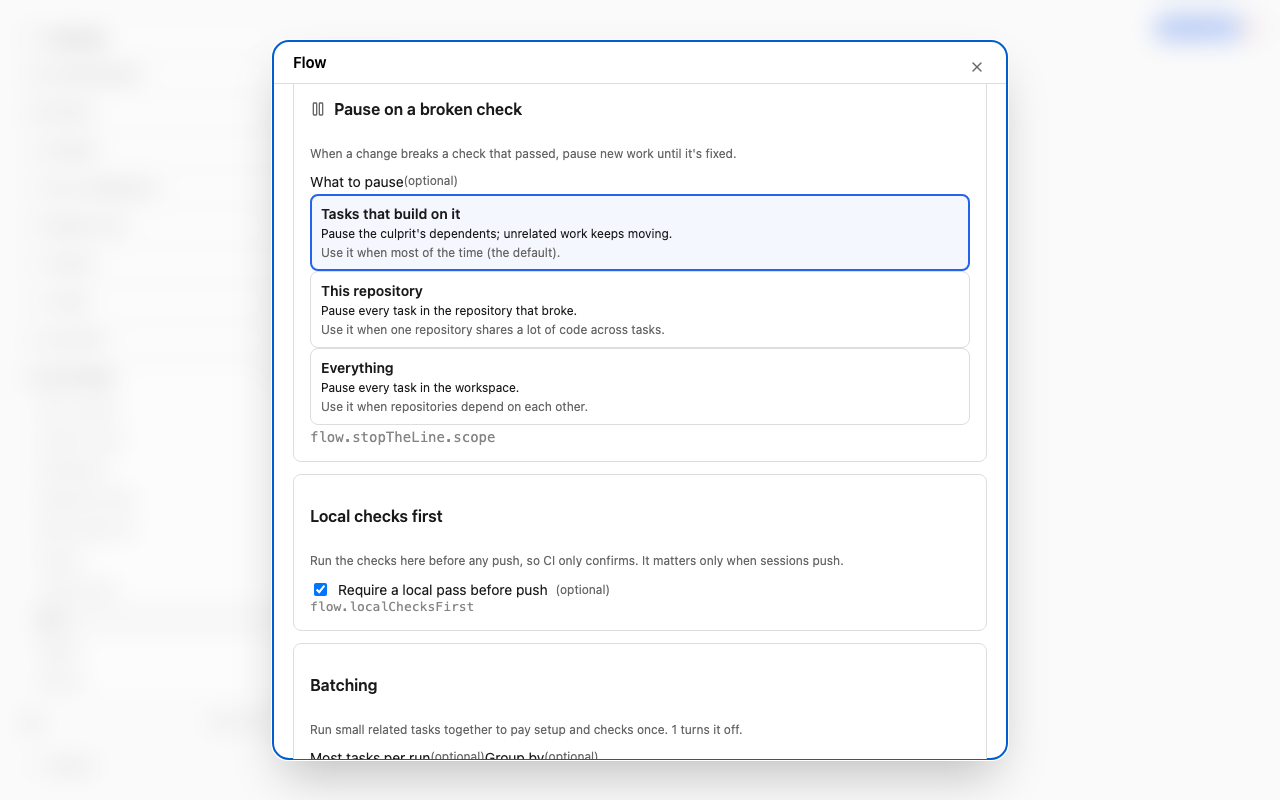 Flow
Pause on a broken check
When a change breaks a check that passed, pause new work until it's fixed.
What to pause(optional)
Tasks that build on it
Pause the culprit's dependents; unrelated work keeps moving.
Use it when most of the time (the default).
This repository
Pause every task in the repository that broke.
Use it when one repository shares a lot of code across tasks.
Everything
Pause every task in the workspace.
Use it when repositories depend on each other.
flow.stopTheLine.scope
Local checks first
Run the checks here before any push, so CI only confirms. It matters only when sessions push.
Require a local pass before push (optional)
flow.localChecksFirst
Batching
Run small related tasks together to pay setup and checks once. 1 turns it off.
Most tasks per run(optional)Group by(optional)